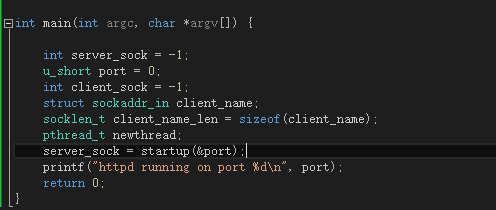 int main(int argc, char *argv[]) {
int server_sock = -1;
u_short port = 0;
int client_sock = -1;
struct sockaddr_in client_name;
socklen_t client_name_len = sizeof(client_name);
pthread_t newthread;
server_sock = startup(&port);
printf("httpd running on port %d\n", port);
return 0;
}